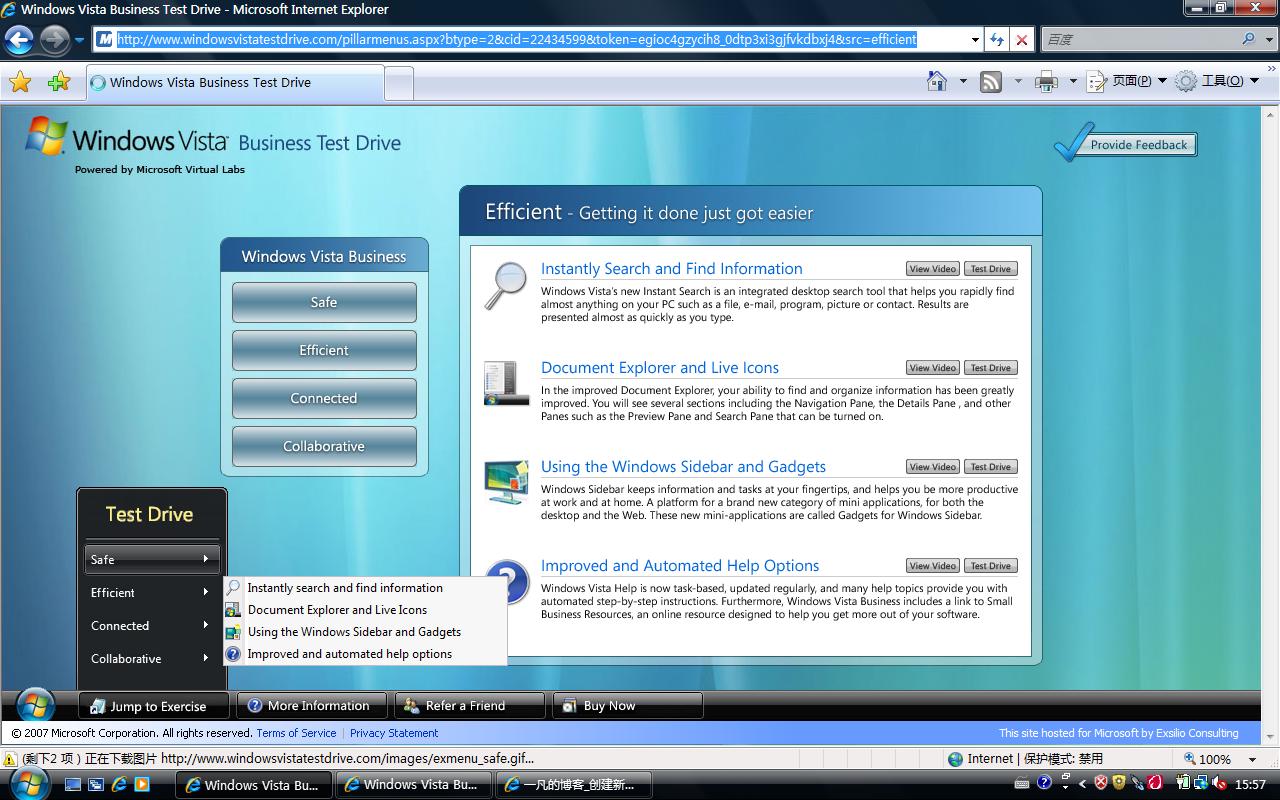 Windows Vista Business Test Drive - Microsoft Internet Explorer
http://www.windowsvistatestdrive.com/pillarmenus.aspx?btype=2&cid=22434599&token=egioc4gzycih8_0dtp3xi3gjfvkdbxj4&src=efficient
百度
Windows Vista Business Test Drive
页面(P)
工具(O)
Windows Vista™ Business Test Drive
Powered by Microsoft Virtual Labs
Provide Feedback
Windows Vista Business
Safe
Efficient
Connected
Collaborative
Efficient - Getting it done just got easier
Instantly Search and Find Information
View Video
Test Drive
Windows Vista's new Instant Search is an integrated desktop search tool that helps you rapidly find
almost anything on your PC such as a file, e-mail, program, picture or contact. Results are
presented almost as quickly as you type.
Document Explorer and Live Icons
View Video
Test Drive
In the improved Document Explorer, your ability to find and organize information has been greatly
improved. You will see several sections including the Navigation Pane, the Details Pane , and other
Panes such as the Preview Pane and Search Pane that can be turned on.
Using the Windows Sidebar and Gadgets
View Video
Test Drive
Windows Sidebar keeps information and tasks at your fingertips, and helps you be more productive
at work and at home. A platform for a brand new category of mini applications, for both the
desktop and the Web. These new mini-applications are called Gadgets for Windows Sidebar.
Improved and Automated Help Options
View Video
Test Drive
Windows Vista Help is now task-based, updated regularly, and many help topics provide you with
automated step-by-step instructions. Furthermore, Windows Vista Business includes a link to Small
Business Resources, an online resource designed to help you get more out of your software.
Test Drive
Safe
Efficient
Connected
Collaborative
Instantly search and find information
Document Explorer and Live Icons
Using the Windows Sidebar and Gadgets
Improved and automated help options
Jump to Exercise
More Information
Refer a Friend
Buy Now
© 2007 Microsoft Corporation. All rights reserved. Terms of Service | Privacy Statement
This site hosted for Microsoft by Exsilio Consulting
(剩下2 项 ) 正在下载图片 http://www.windowsvistatestdrive.com/images/exmenu_safe.gif...
Internet | 保护模式: 禁用
100%
Windows Vista Bu...
Windows Vista Bu...
一凡的博客_创建新...
15:57